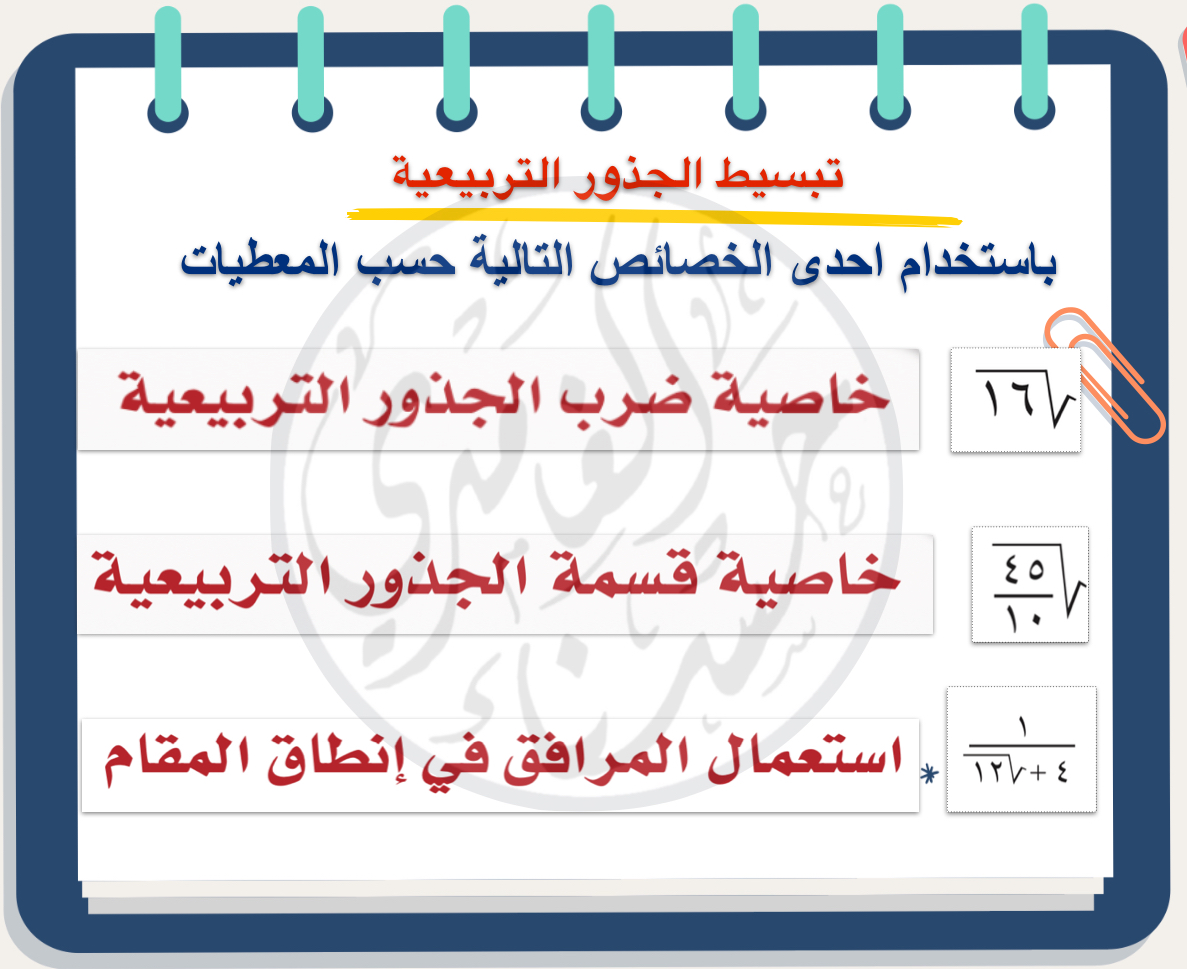 تبسيط الجذور التربيعية
باستخدام احدى الخصائص التالية حسب المعطيات
√١٦
خاصية ضرب الجذور التربيعية
√٤٥/١٠
خاصية قسمة الجذور التربيعية
١/٤ + √١٢
* استعمال المرافق في إنطاق المقام